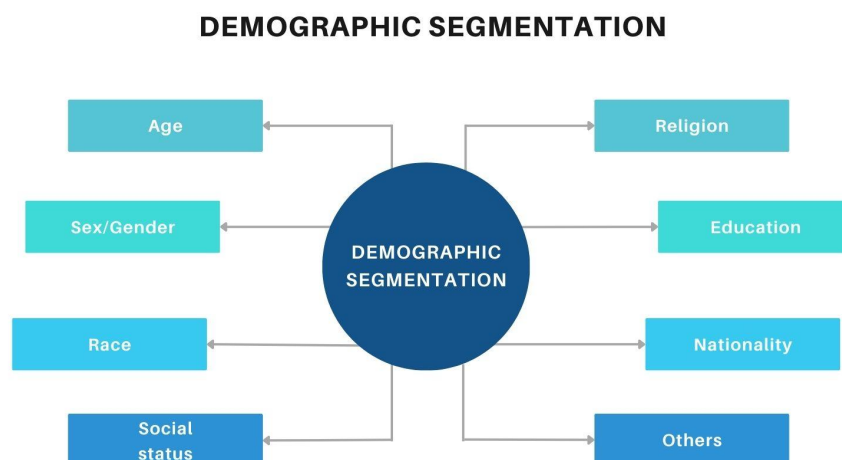 DEMOGRAPHIC SEGMENTATION
Age
Religion
Sex/Gender
Education
DEMOGRAPHIC
SEGMENTATION
Race
Nationality
Social
status
Others